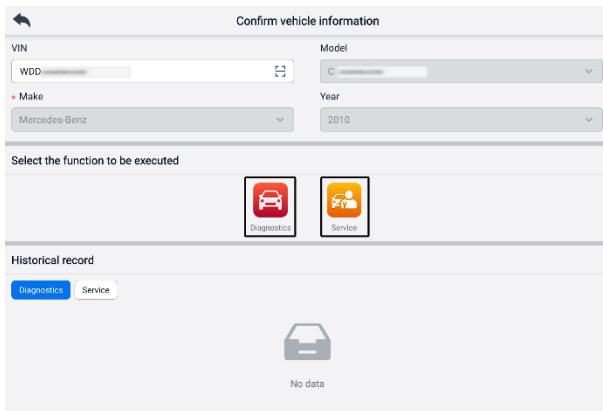 Confirm vehicle information
VIN
Model
WDD
C
* Make
Year
Mercedes-Benz
2010
Select the function to be executed
Diagnostics
Service
Historical record
Diagnostics
Service
No data